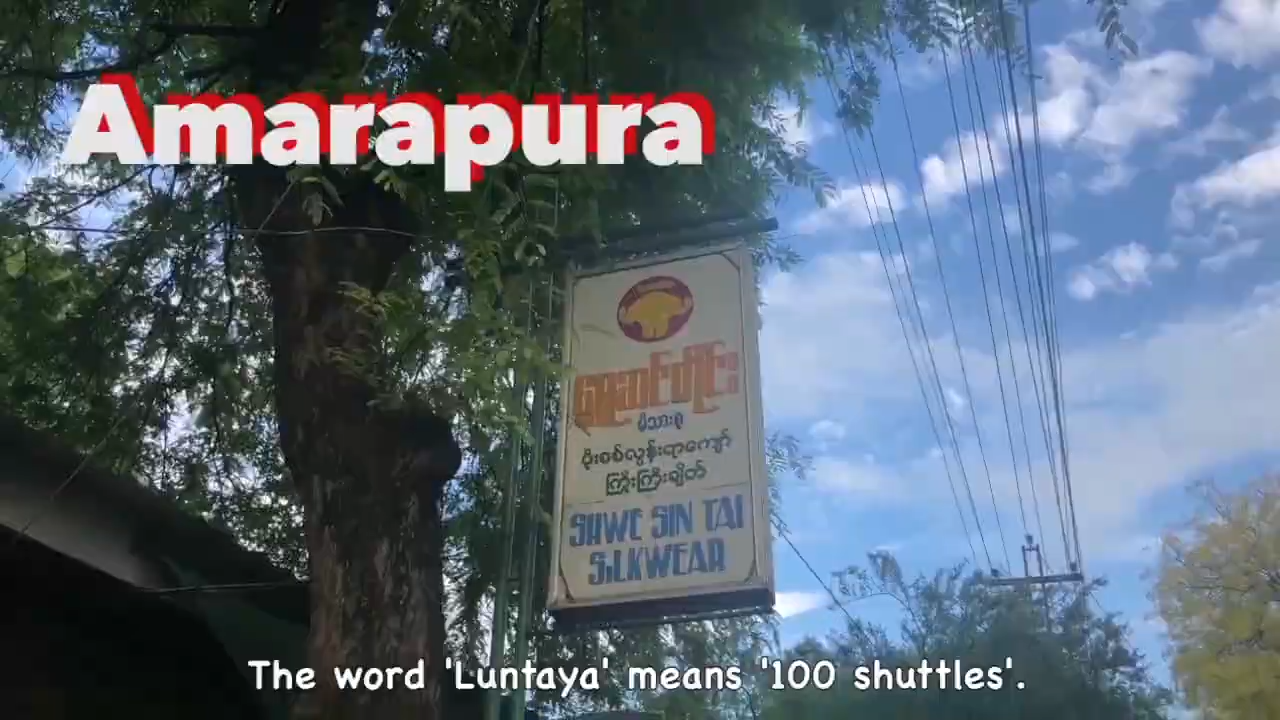 Amarapura
ရွှေဆင်တိုင်း
မိသားစု
ပိုးစစ်လွန်းရာကျော်
ကြိုးကြီးချိတ်
SHWE SIN TAI
SILKWEAR
The word 'Luntaya' means '100 shuttles'.